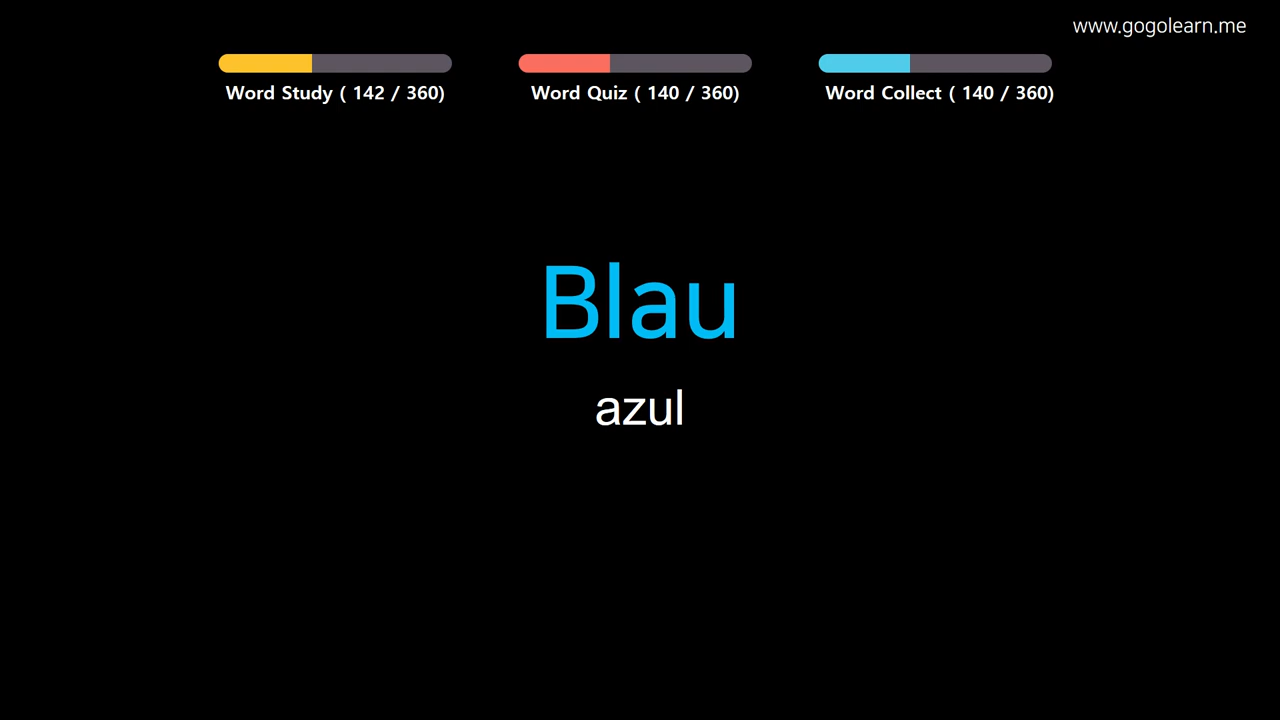 www.gogolearn.me
Word Study ( 142 / 360)
Word Quiz ( 140 / 360)
Word Collect ( 140 / 360)
Blau
azul